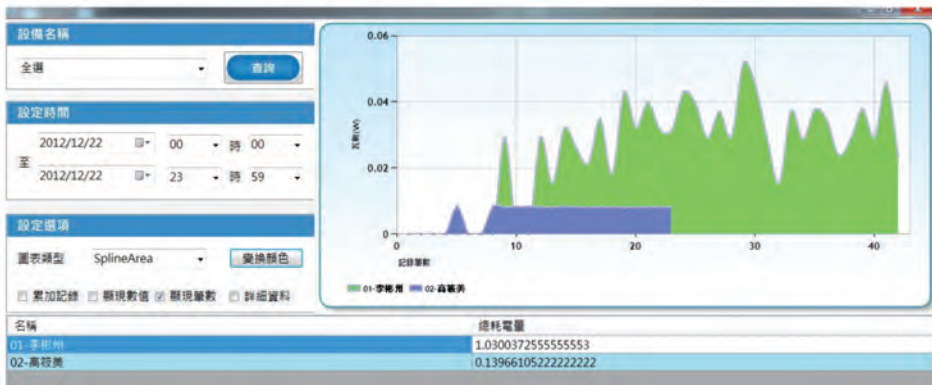 設備名稱
全選
查詢
設定時間
2012/12/22 00 時 00
至
2012/12/22 23 時 59
設定選項
圖表類型 SplineArea 變換顏色
累加記錄 顯現數值 顯現筆數 詳細資料
0.06
0.04
0.02
0
瓦數(W)
0 10 20 30 40
記錄筆數
01-李彬州 02-高筱美
名稱 總耗電量
01-李彬州 1.0300372555555553
02-高筱美 0.13966105222222222